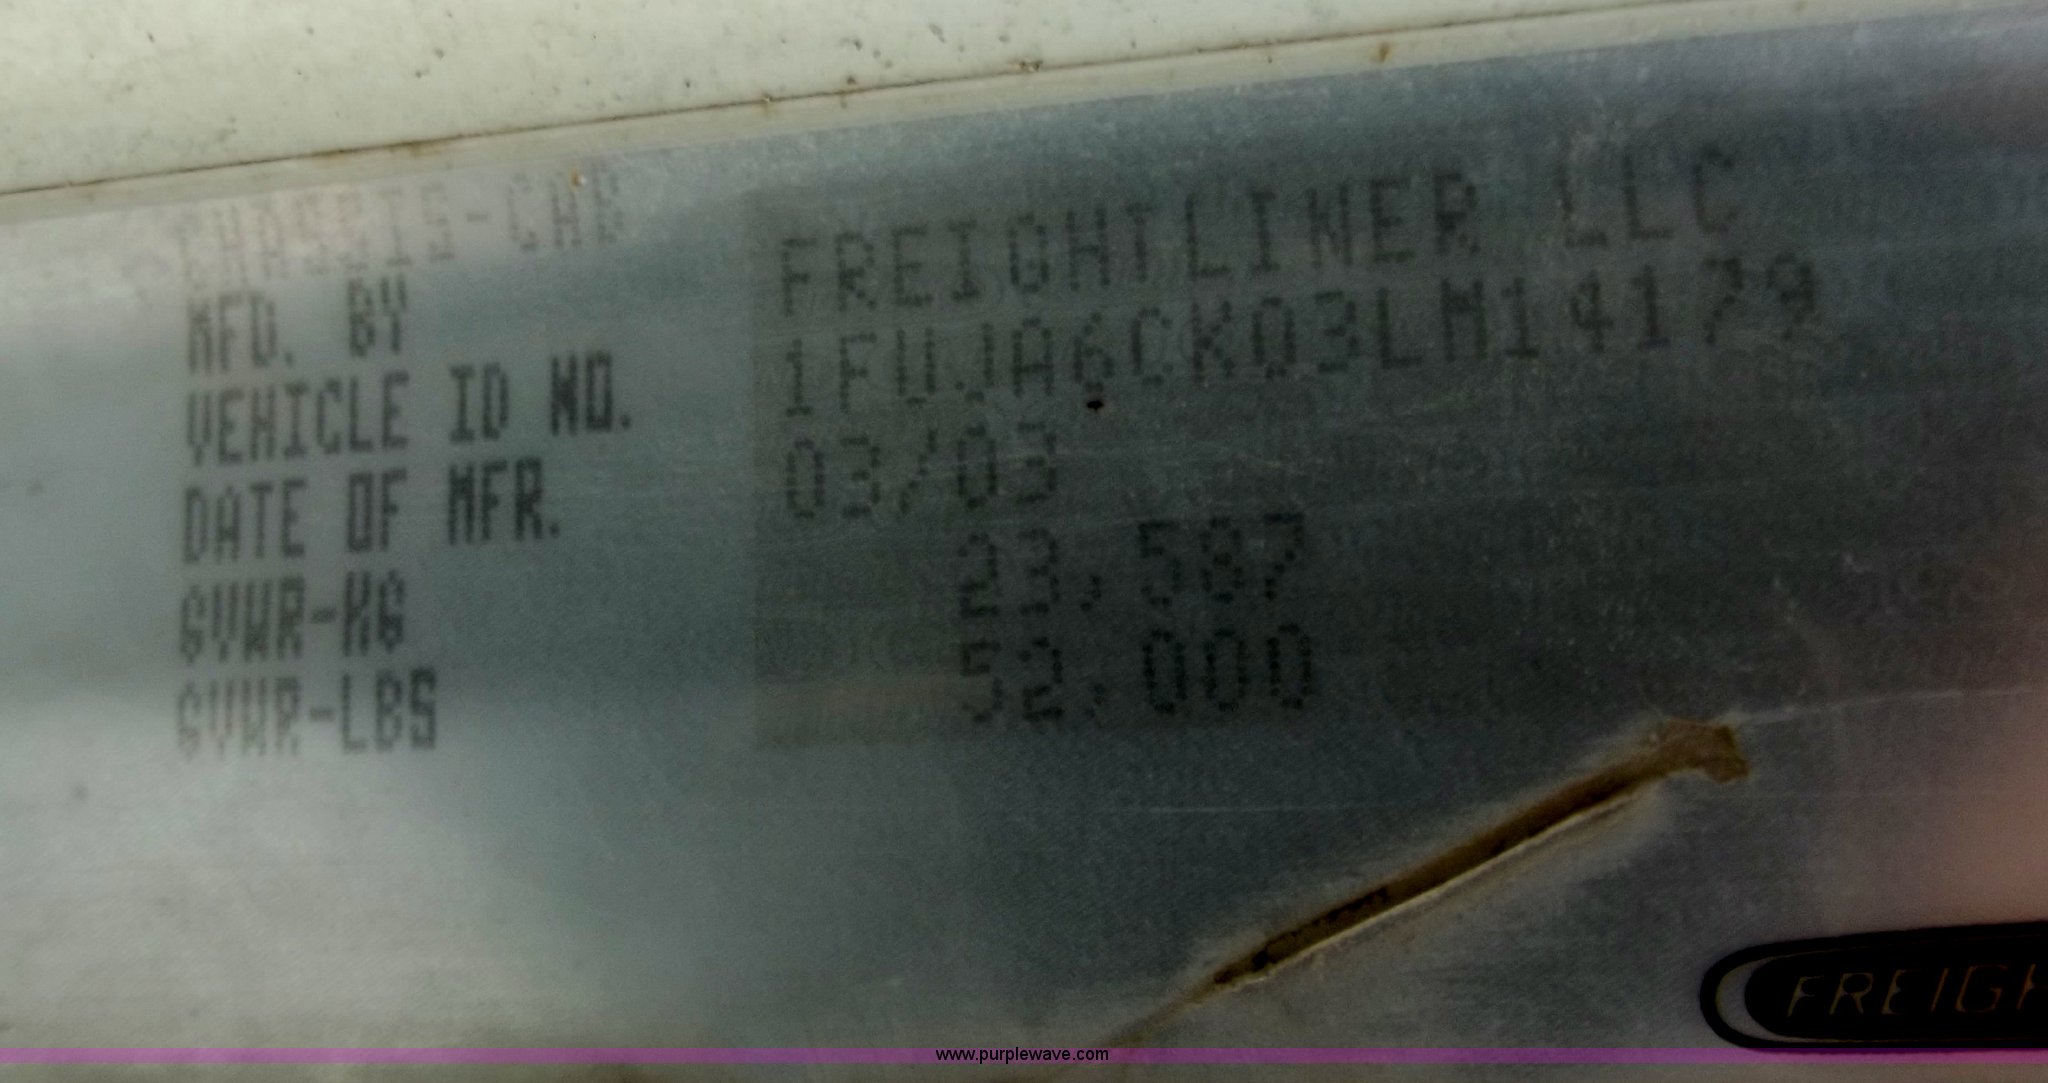 CHASSIS-CAB
MFD. BY FREIGHTLINER LLC
VEHICLE ID NO. 1FUJA6CK03LM14179
DATE OF MFR. 03/03
GVWR-KG 23,587
GVWR-LBS 52,000
FREIGH
www.purplewave.com